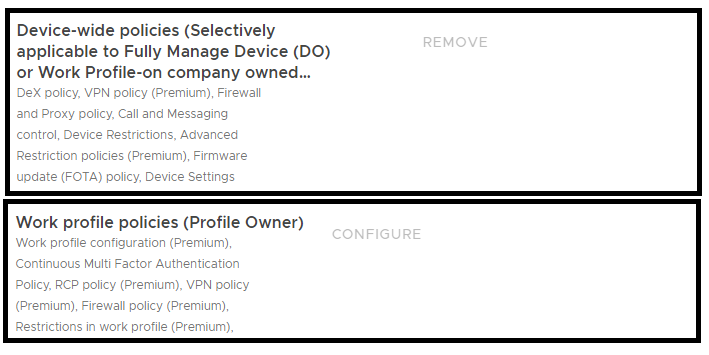 Device-wide policies (Selectively
applicable to Fully Manage Device (DO)
or Work Profile-on company owned...
REMOVE
DeX policy, VPN policy (Premium), Firewall
and Proxy policy, Call and Messaging
control, Device Restrictions, Advanced
Restriction policies (Premium), Firmware
update (FOTA) policy, Device Settings
Work profile policies (Profile Owner)
CONFIGURE
Work profile configuration (Premium),
Continuous Multi Factor Authentication
Policy, RCP policy (Premium), VPN policy
(Premium), Firewall policy (Premium),
Restrictions in work profile (Premium),